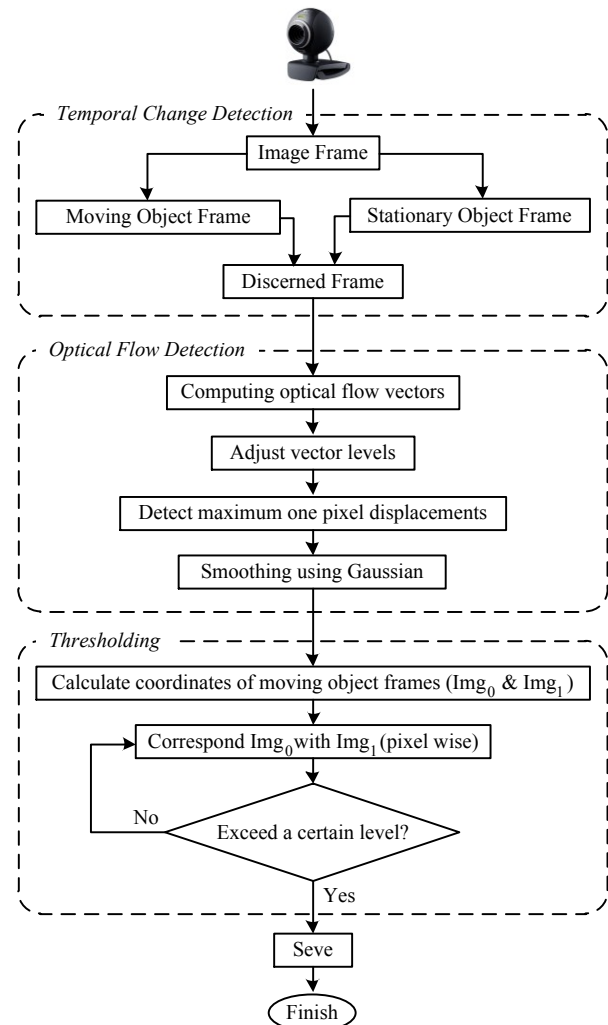 Temporal Change Detection
Image Frame
Moving Object Frame
Stationary Object Frame
Discerned Frame
Optical Flow Detection
Computing optical flow vectors
Adjust vector levels
Detect maximum one pixel displacements
Smoothing using Gaussian
Thresholding
Calculate coordinates of moving object frames (Img₀ & Img₁)
Correspond Img₀ with Img₁ (pixel wise)
No
Exceed a certain level?
Yes
Seve
Finish